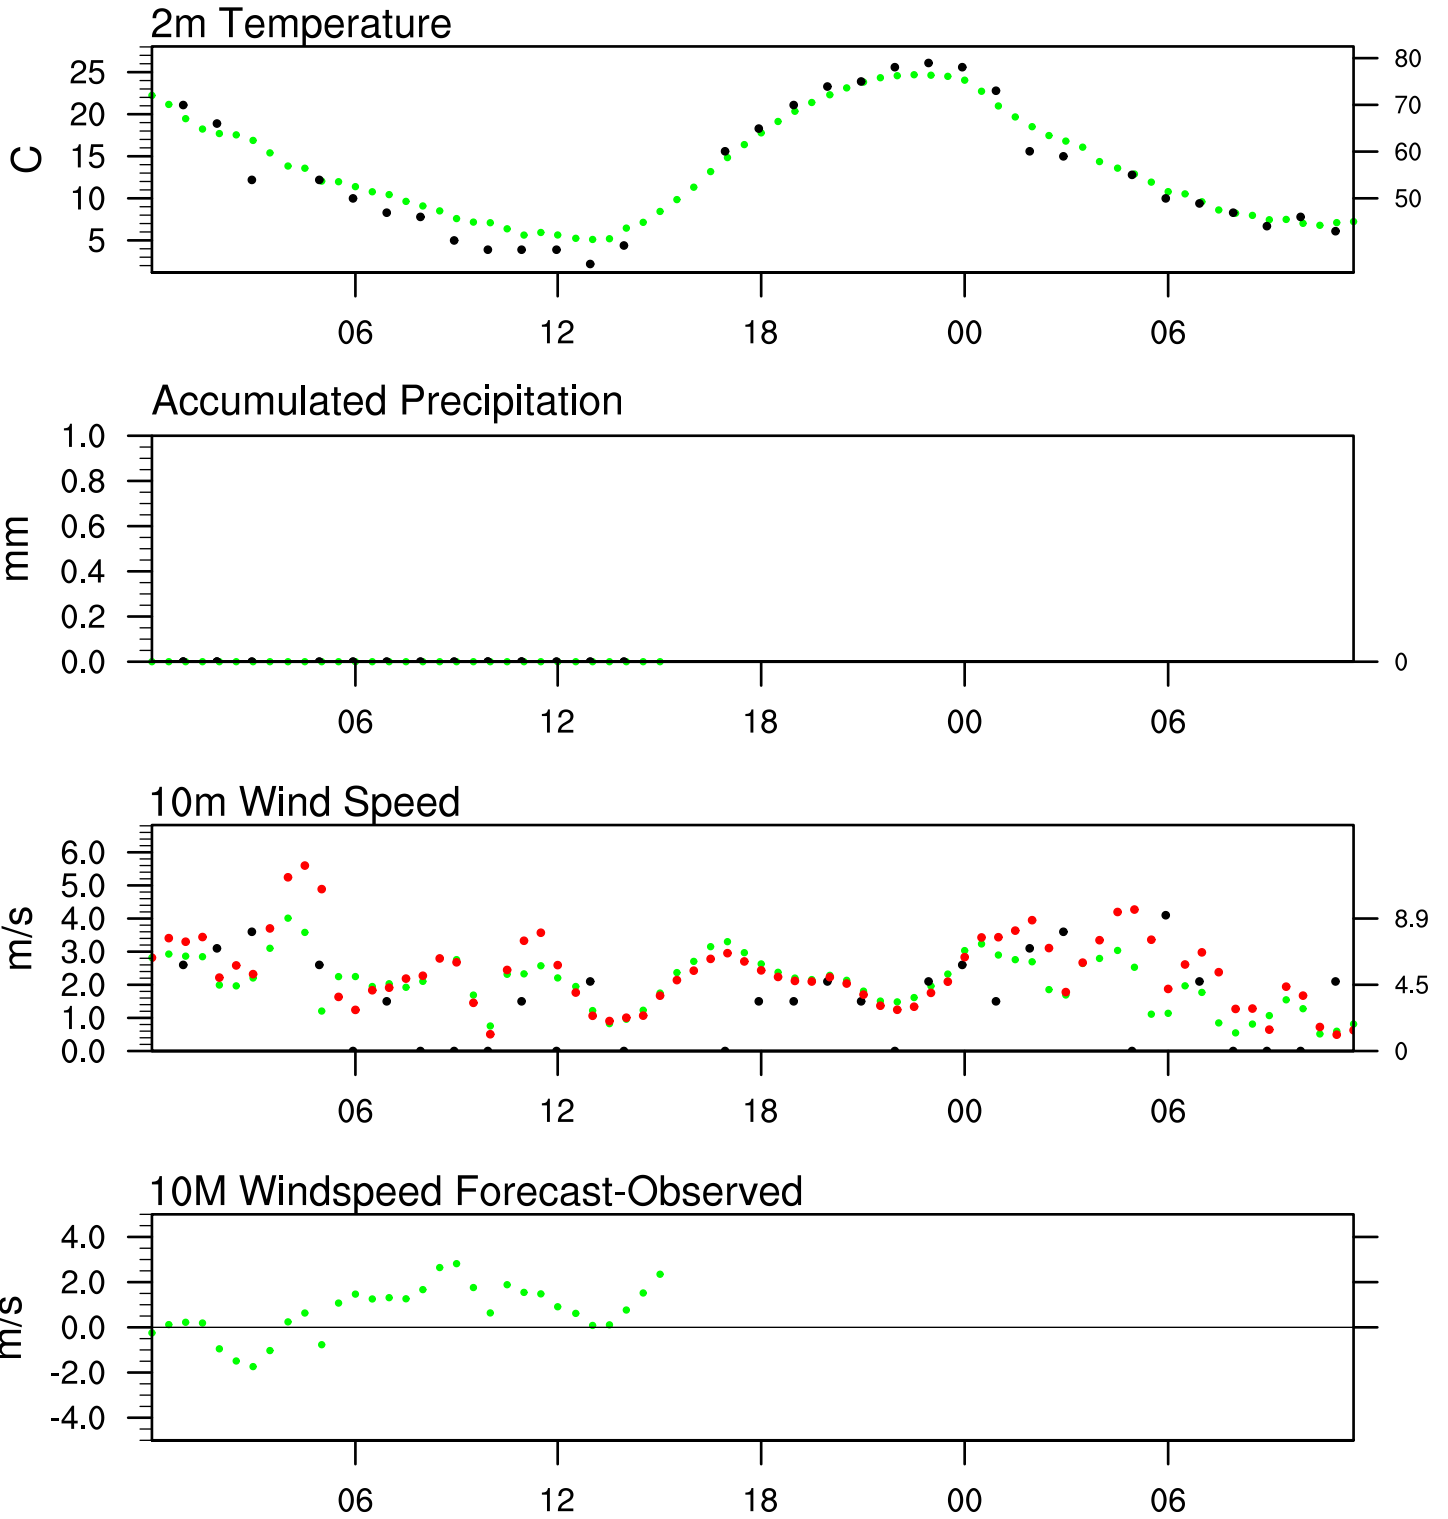 2m Temperature
25 80
20 70
15 60
10 50
5
C
06 12 18 00 06
Accumulated Precipitation
1.0
0.8
0.6
0.4
0.2
0.0 0
mm
06 12 18 00 06
10m Wind Speed
6.0
5.0
4.0 8.9
3.0
2.0 4.5
1.0
0.0 0
m/s
06 12 18 00 06
10M Windspeed Forecast-Observed
4.0
2.0
0.0
-2.0
-4.0
m/s
06 12 18 00 06